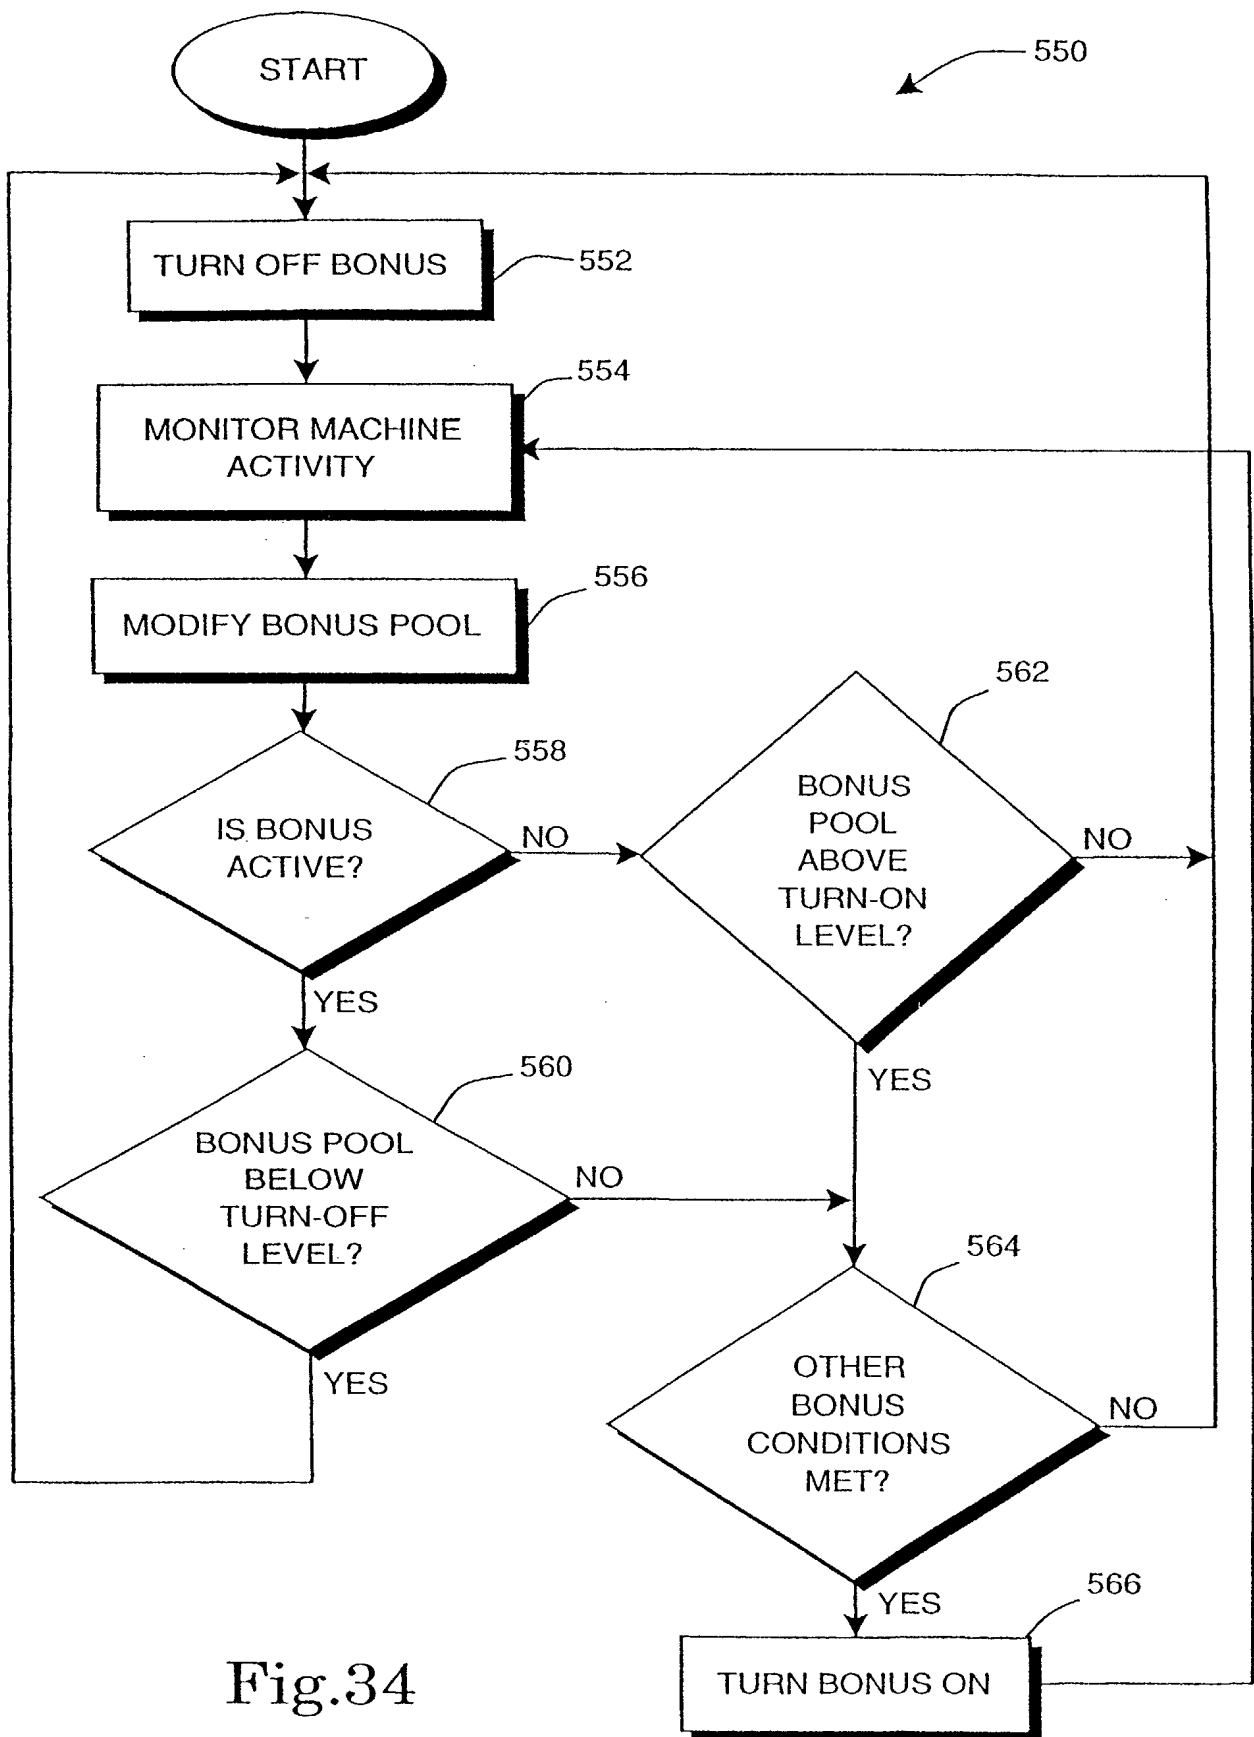 START
550
TURN OFF BONUS
552
554
MONITOR MACHINE
ACTIVITY
556
MODIFY BONUS POOL
558
IS BONUS
ACTIVE?
NO
YES
562
BONUS
POOL
ABOVE
TURN-ON
LEVEL?
NO
YES
560
BONUS POOL
BELOW
TURN-OFF
LEVEL?
NO
YES
564
OTHER
BONUS
CONDITIONS
MET?
NO
YES
566
TURN BONUS ON
Fig.34